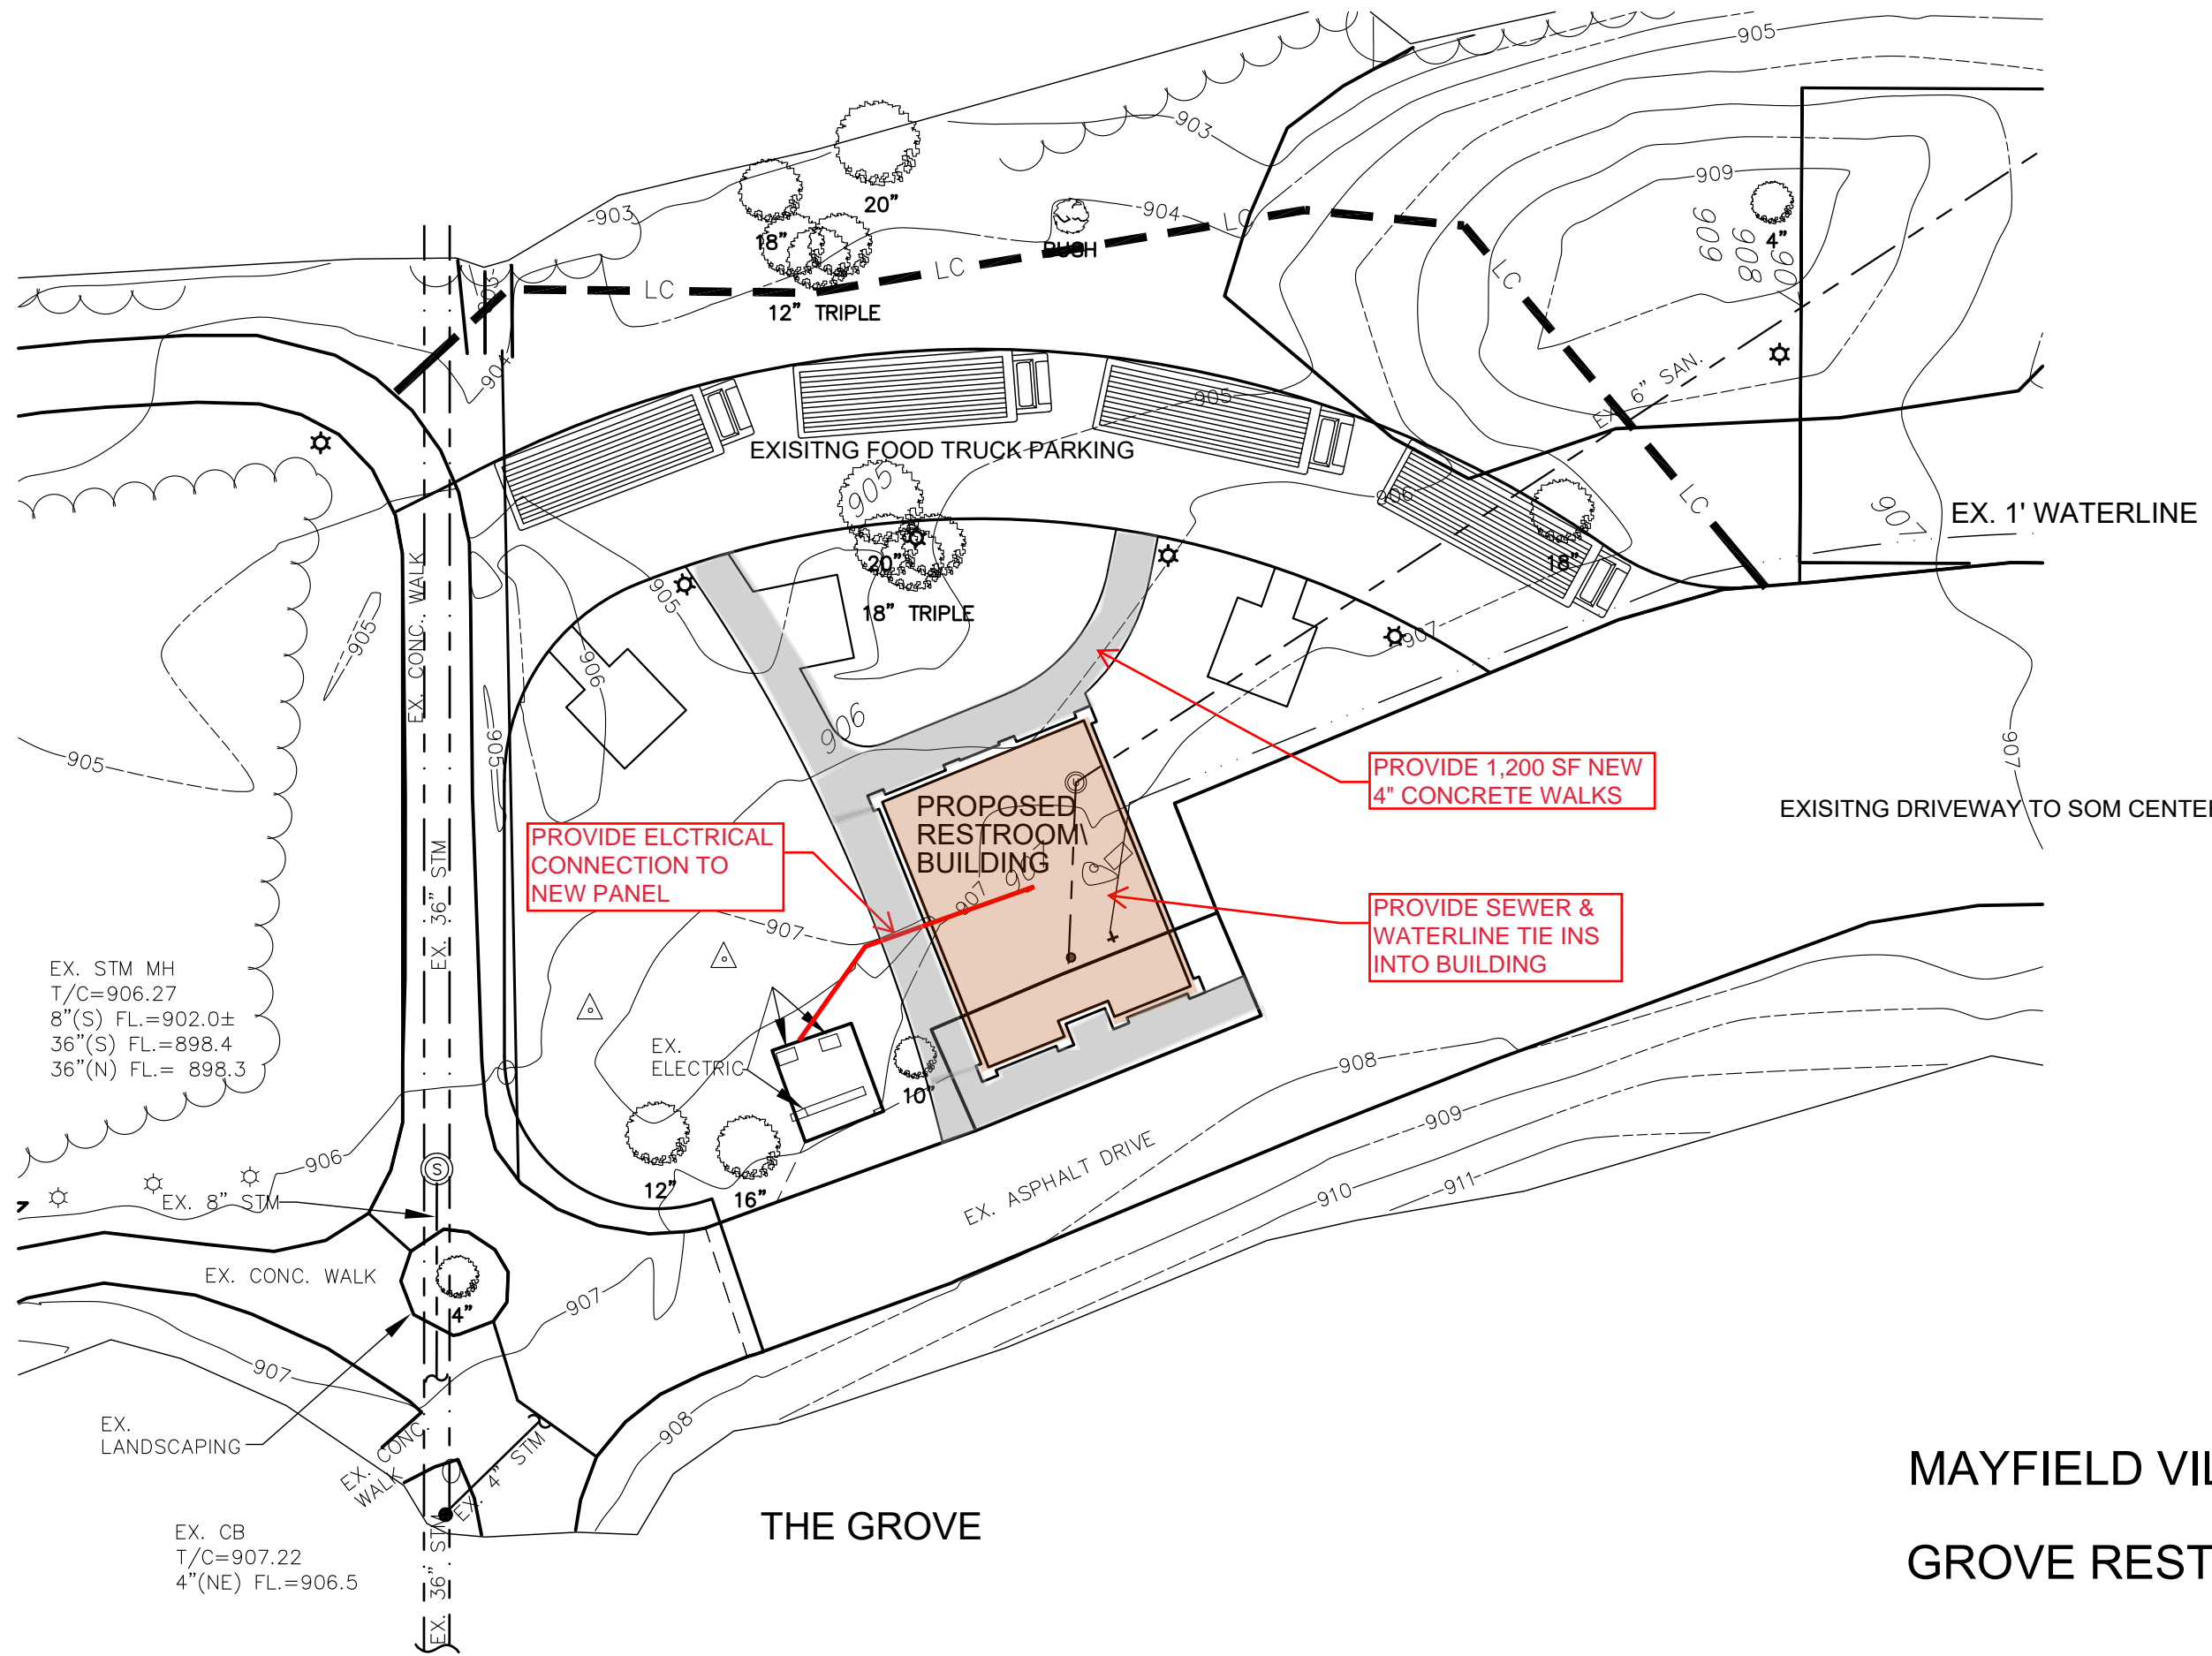 905
903
20"
909
-903
904
LC
18"
BUSH
4"
909
908
90
LC
LC
12" TRIPLE
904
EX. 6" SAN.
905
EXISITNG FOOD TRUCK PARKING
905
906
LC
907
EX. 1' WATERLINE
20"
18"
18" TRIPLE
905
905
EX. CONC. WALK
906
907
906
905
905
907
PROVIDE 1,200 SF NEW
4" CONCRETE WALKS
EXISITNG DRIVEWAY TO SOM CENTER
PROPOSED
RESTROOM\
BUILDING
PROVIDE ELCTRICAL
CONNECTION TO
NEW PANEL
EX. 36" STM
907
907
PROVIDE SEWER &
WATERLINE TIE INS
INTO BUILDING
EX. STM MH
T/C=906.27
8"(S) FL.=902.0±
36"(S) FL.=898.4
36"(N) FL.= 898.3
EX.
ELECTRIC
10"
908
909
906
S
12"
16"
EX. 8" STM
EX. ASPHALT DRIVE
910
911
EX. CONC. WALK
4"
907
907
908
EX.
LANDSCAPING
EX. CONC.
WALK
EX. 4" STM
MAYFIELD VIL
THE GROVE
EX. CB
T/C=907.22
4"(NE) FL.=906.5
EX. 36" STM
GROVE REST